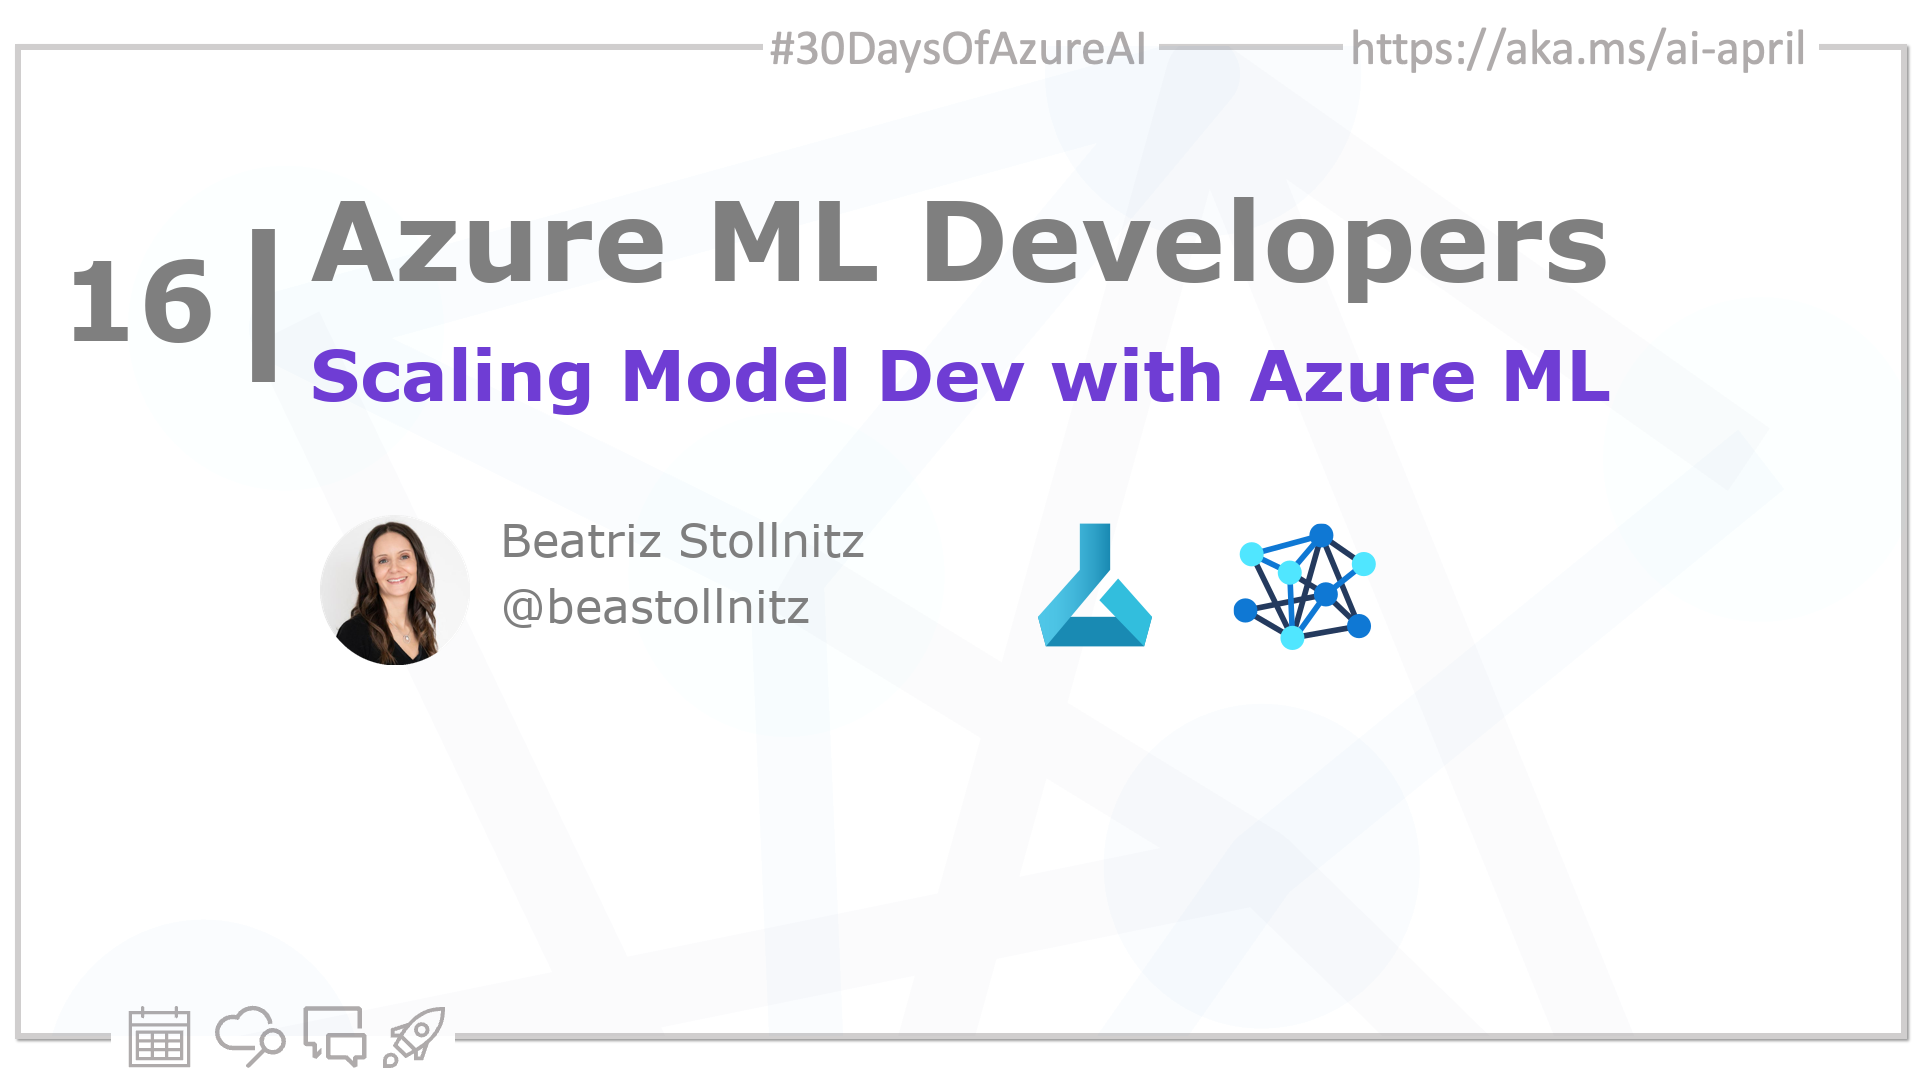 #30DaysOfAzureAI
https://aka.ms/ai-april
16
Azure ML Developers
Scaling Model Dev with Azure ML
Beatriz Stollnitz
@beastollnitz